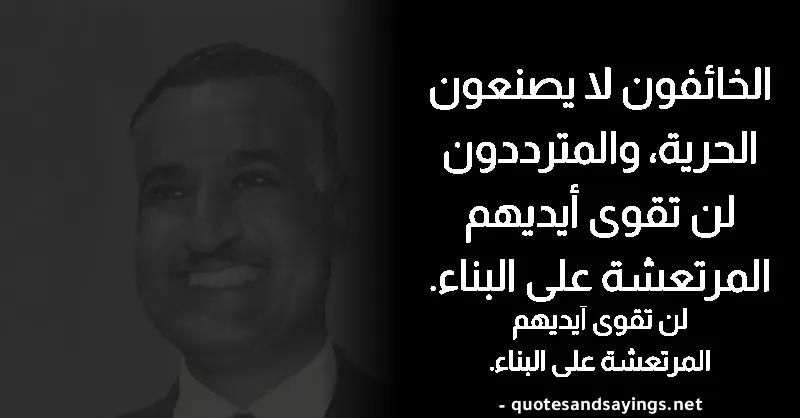 الخائفون لا يصنعون
الحرية، والمترددون
لن تقوى أيديهم
المرتعشة على البناء.
لن تقوى آيديهم
المرتعشة على البناء.
- quotesandsayings.net